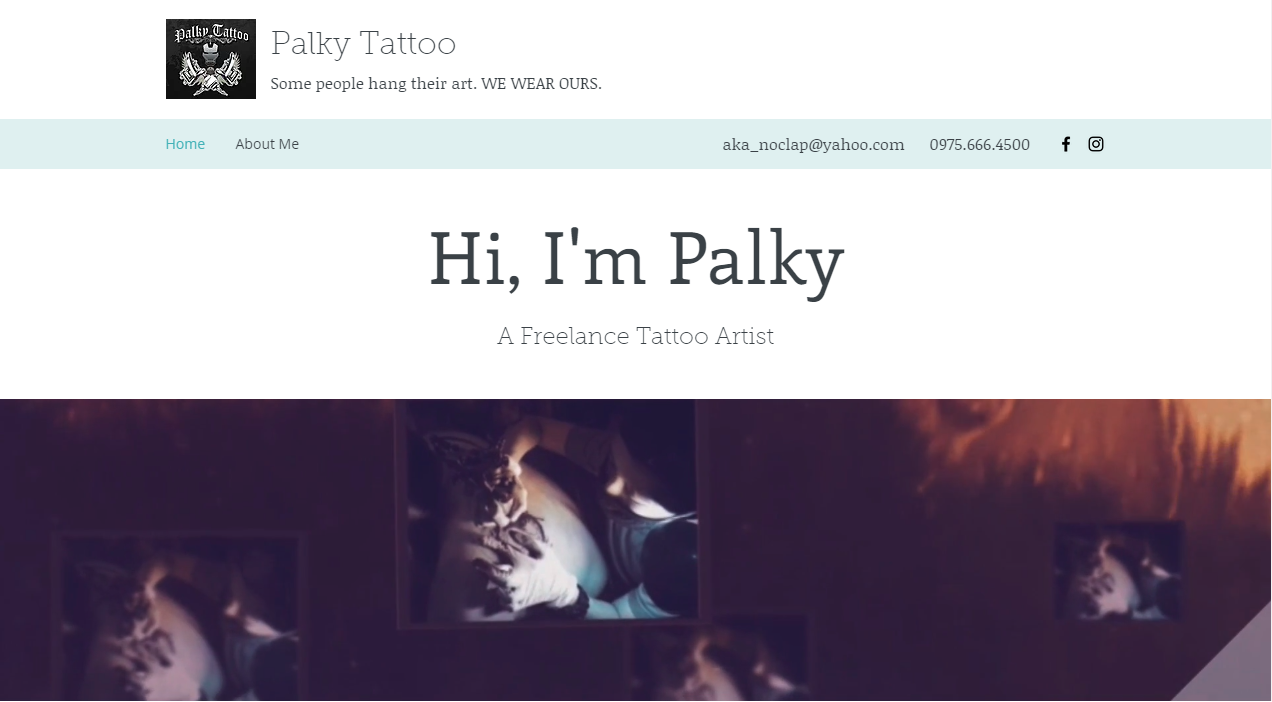 Palky Tattoo
Palky Tattoo
Some people hang their art. WE WEAR OURS.
Home About Me aka_noclap@yahoo.com 0975.666.4500
Hi, I'm Palky
A Freelance Tattoo Artist